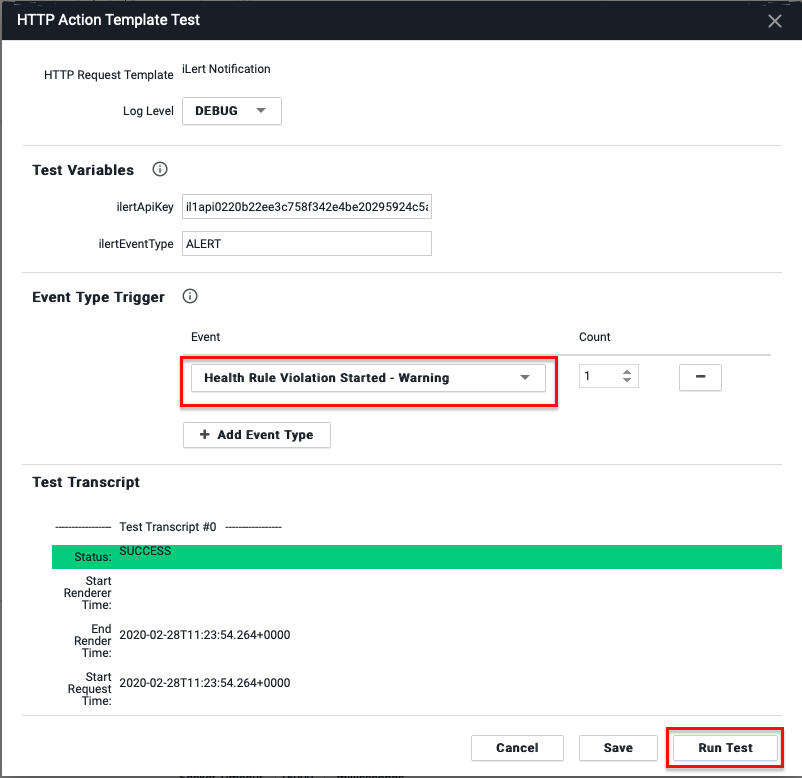 HTTP Action Template Test
HTTP Request Template iLert Notification
Log Level DEBUG
Test Variables
ilertApiKey il1api0220b22ee3c758f342e4be20295924c5a
ilertEventType ALERT
Event Type Trigger
Event Count
Health Rule Violation Started - Warning 1
+ Add Event Type
Test Transcript
---------------- Test Transcript #0 ----------------
Status: SUCCESS
Start
Renderer
Time:
End
Render 2020-02-28T11:23:54.264+0000
Time:
Start
Request 2020-02-28T11:23:54.264+0000
Time:
Cancel Save Run Test